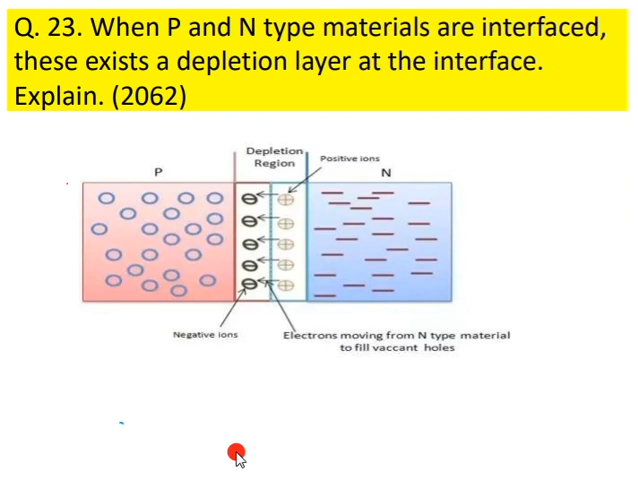 Q. 23. When P and N type materials are interfaced,
these exists a depletion layer at the interface.
Explain. (2062)
Depletion
Region
Positive ions
P
N
Negative ions
Electrons moving from N type material
to fill vaccant holes